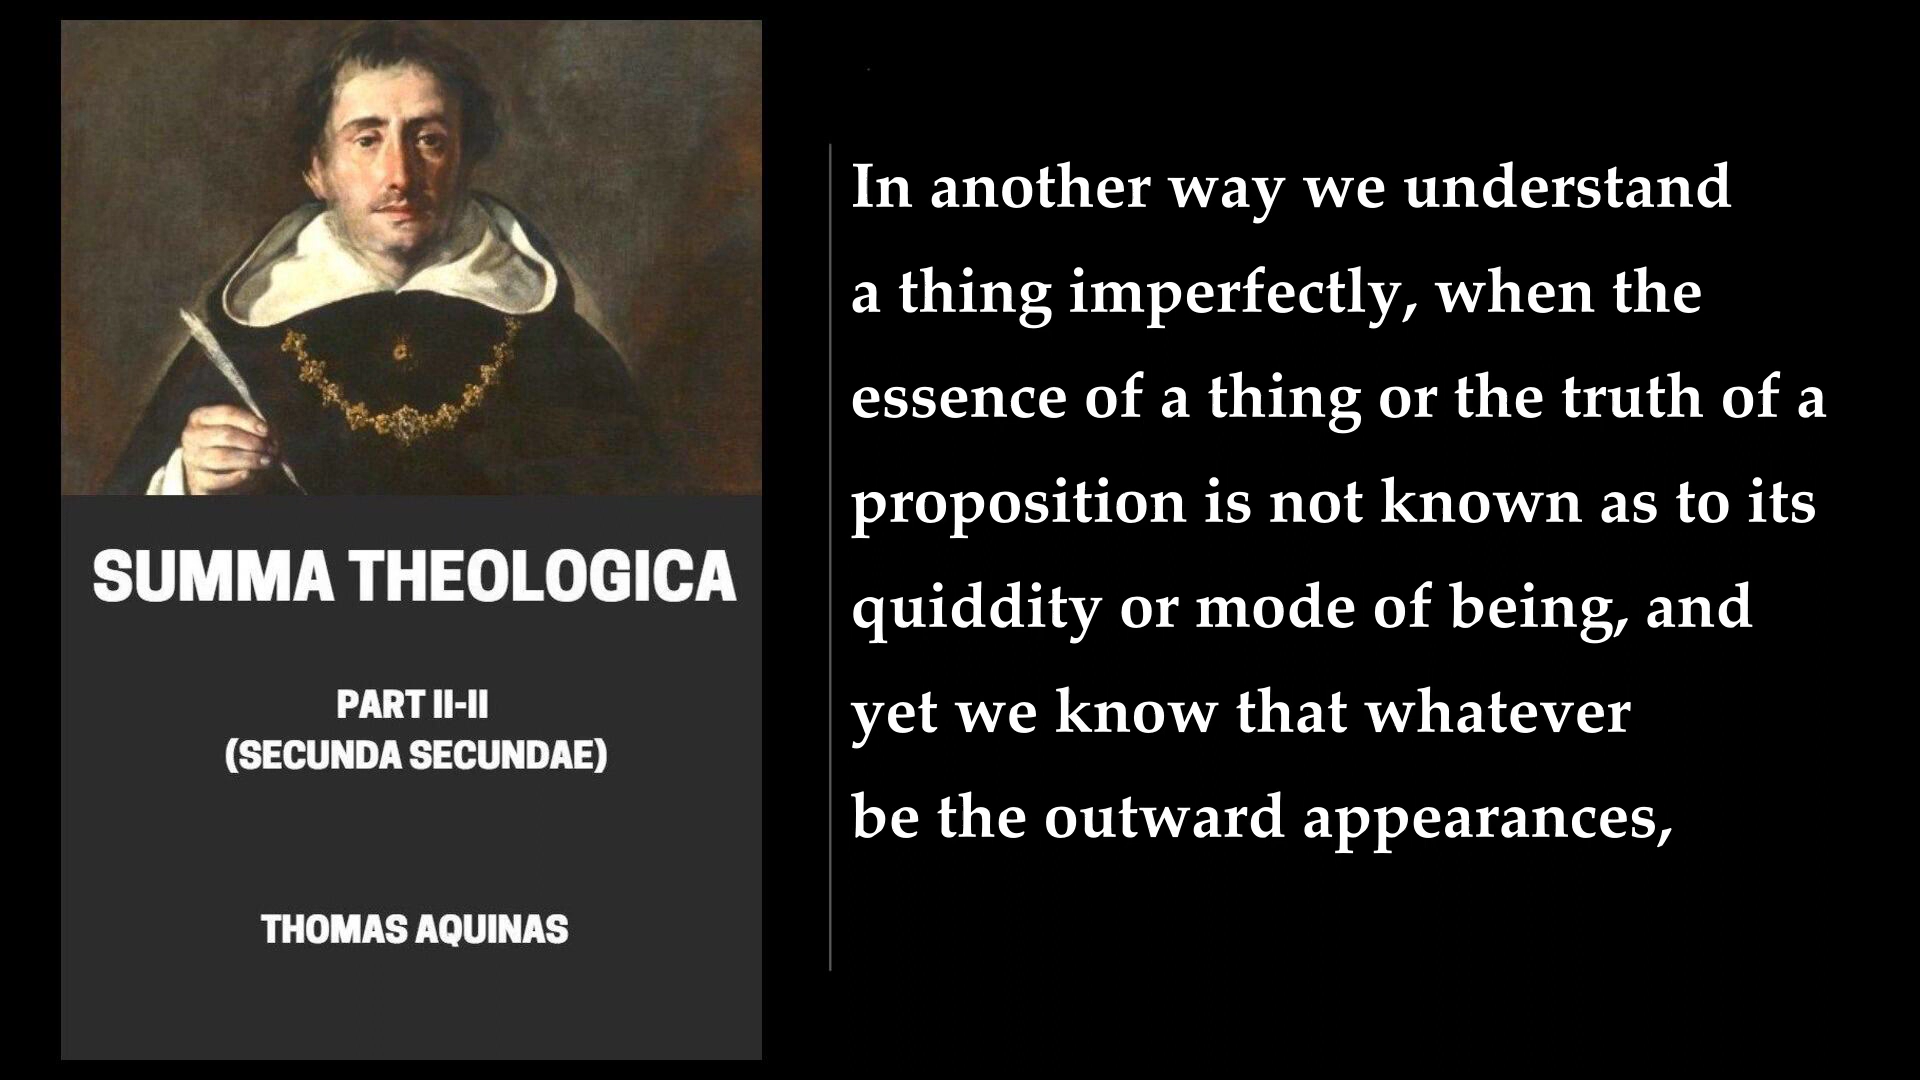 SUMMA THEOLOGICA
PART II-II
(SECUNDA SECUNDAE)
THOMAS AQUINAS
In another way we understand
a thing imperfectly, when the
essence of a thing or the truth of a
proposition is not known as to its
quiddity or mode of being, and
yet we know that whatever
be the outward appearances,